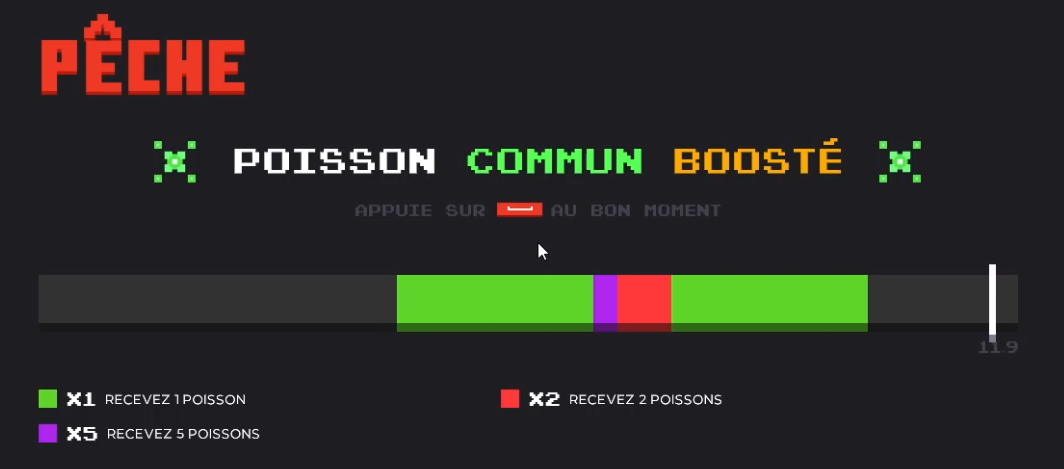 PÊCHE
POISSON COMMUN BOOSTÉ
APPUIE SUR AU BON MOMENT
11.9
X1 RECEVEZ 1 POISSON
X2 RECEVEZ 2 POISSONS
X5 RECEVEZ 5 POISSONS